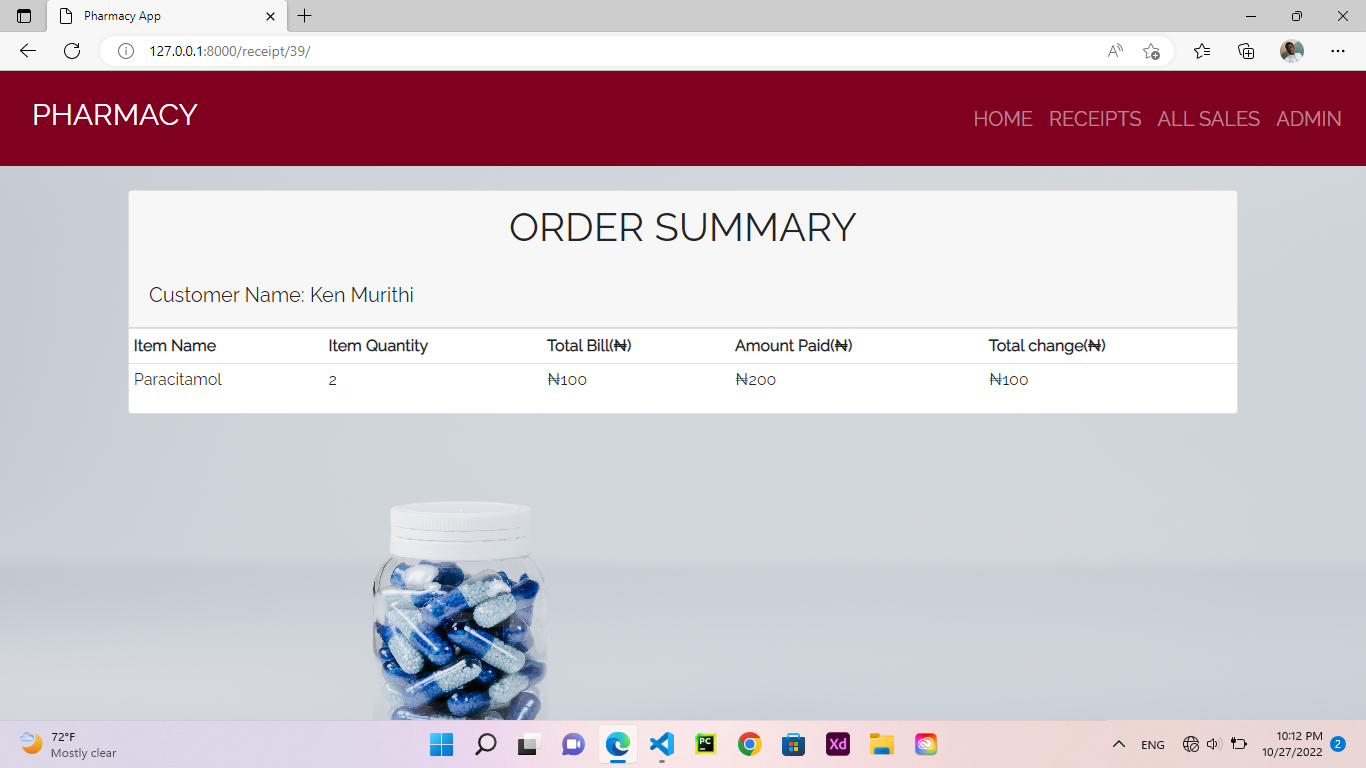 Pharmacy App
127.0.0.1:8000/receipt/39/
PHARMACY
HOME RECEIPTS ALL SALES ADMIN
ORDER SUMMARY
Customer Name: Ken Murithi
Item Name Item Quantity Total Bill(₦) Amount Paid(₦) Total change(₦)
Paracitamol 2 ₦100 ₦200 ₦100
72°F
Mostly clear
PC
Xd
ENG
10:12 PM
10/27/2022
2